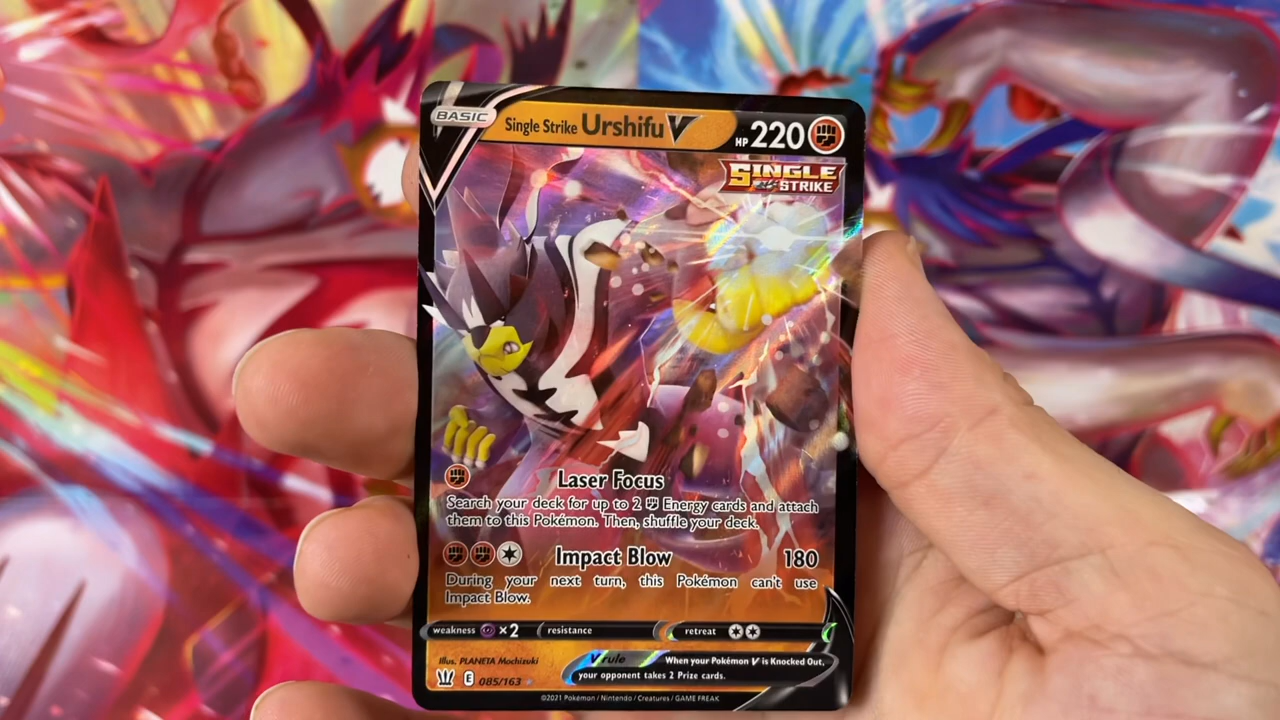 BASIC
Single Strike Urshifu V
HP 220
SINGLE
STRIKE
Laser Focus
Search your deck for up to 2 Energy cards and attach
them to this Pokémon. Then, shuffle your deck.
Impact Blow 180
During your next turn, this Pokémon can't use
Impact Blow.
weakness ×2 resistance retreat
Illus. PLANETA Mochizuki
V rule When your Pokémon V is Knocked Out,
your opponent takes 2 Prize cards.
E 085/163
©2021 Pokémon / Nintendo / Creatures / GAME FREAK